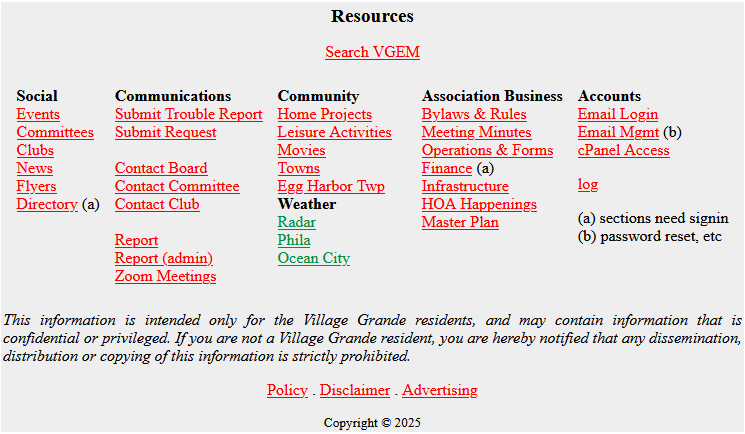 Resources
Search VGEM
Social
Events
Committees
Clubs
News
Flyers
Directory (a)
Communications
Submit Trouble Report
Submit Request
Contact Board
Contact Committee
Contact Club
Report
Report (admin)
Zoom Meetings
Community
Home Projects
Leisure Activities
Movies
Towns
Egg Harbor Twp
Weather
Radar
Phila
Ocean City
Association Business
Bylaws & Rules
Meeting Minutes
Operations & Forms
Finance (a)
Infrastructure
HOA Happenings
Master Plan
Accounts
Email Login
Email Mgmt (b)
cPanel Access
log
(a) sections need signin
(b) password reset, etc
This information is intended only for the Village Grande residents, and may contain information that is
confidential or privileged. If you are not a Village Grande resident, you are hereby notified that any dissemination,
distribution or copying of this information is strictly prohibited.
Policy . Disclaimer . Advertising
Copyright © 2025